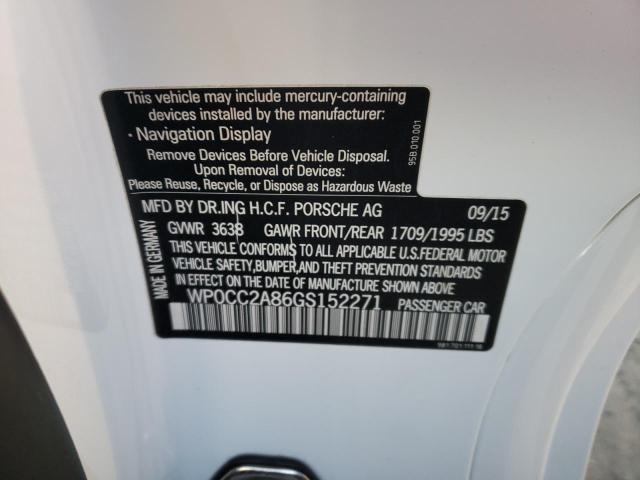 This vehicle may include mercury-containing
devices installed by the manufacturer:
• Navigation Display
Remove Devices Before Vehicle Disposal.
Upon Removal of Devices:
Please Reuse, Recycle, or Dispose as Hazardous Waste
95B.010.001
MFD BY DR.ING H.C.F. PORSCHE AG 09/15
GVWR 3638 GAWR FRONT/REAR 1709/1995 LBS
THIS VEHICLE CONFORMS TO ALL APPLICABLE U.S.FEDERAL MOTOR
VEHICLE SAFETY,BUMPER,AND THEFT PREVENTION STANDARDS
IN EFFECT ON THE DATE OF MANUFACTURE SHOWN ABOVE
WP0CC2A86GS152271 PASSENGER CAR
MADE IN GERMANY